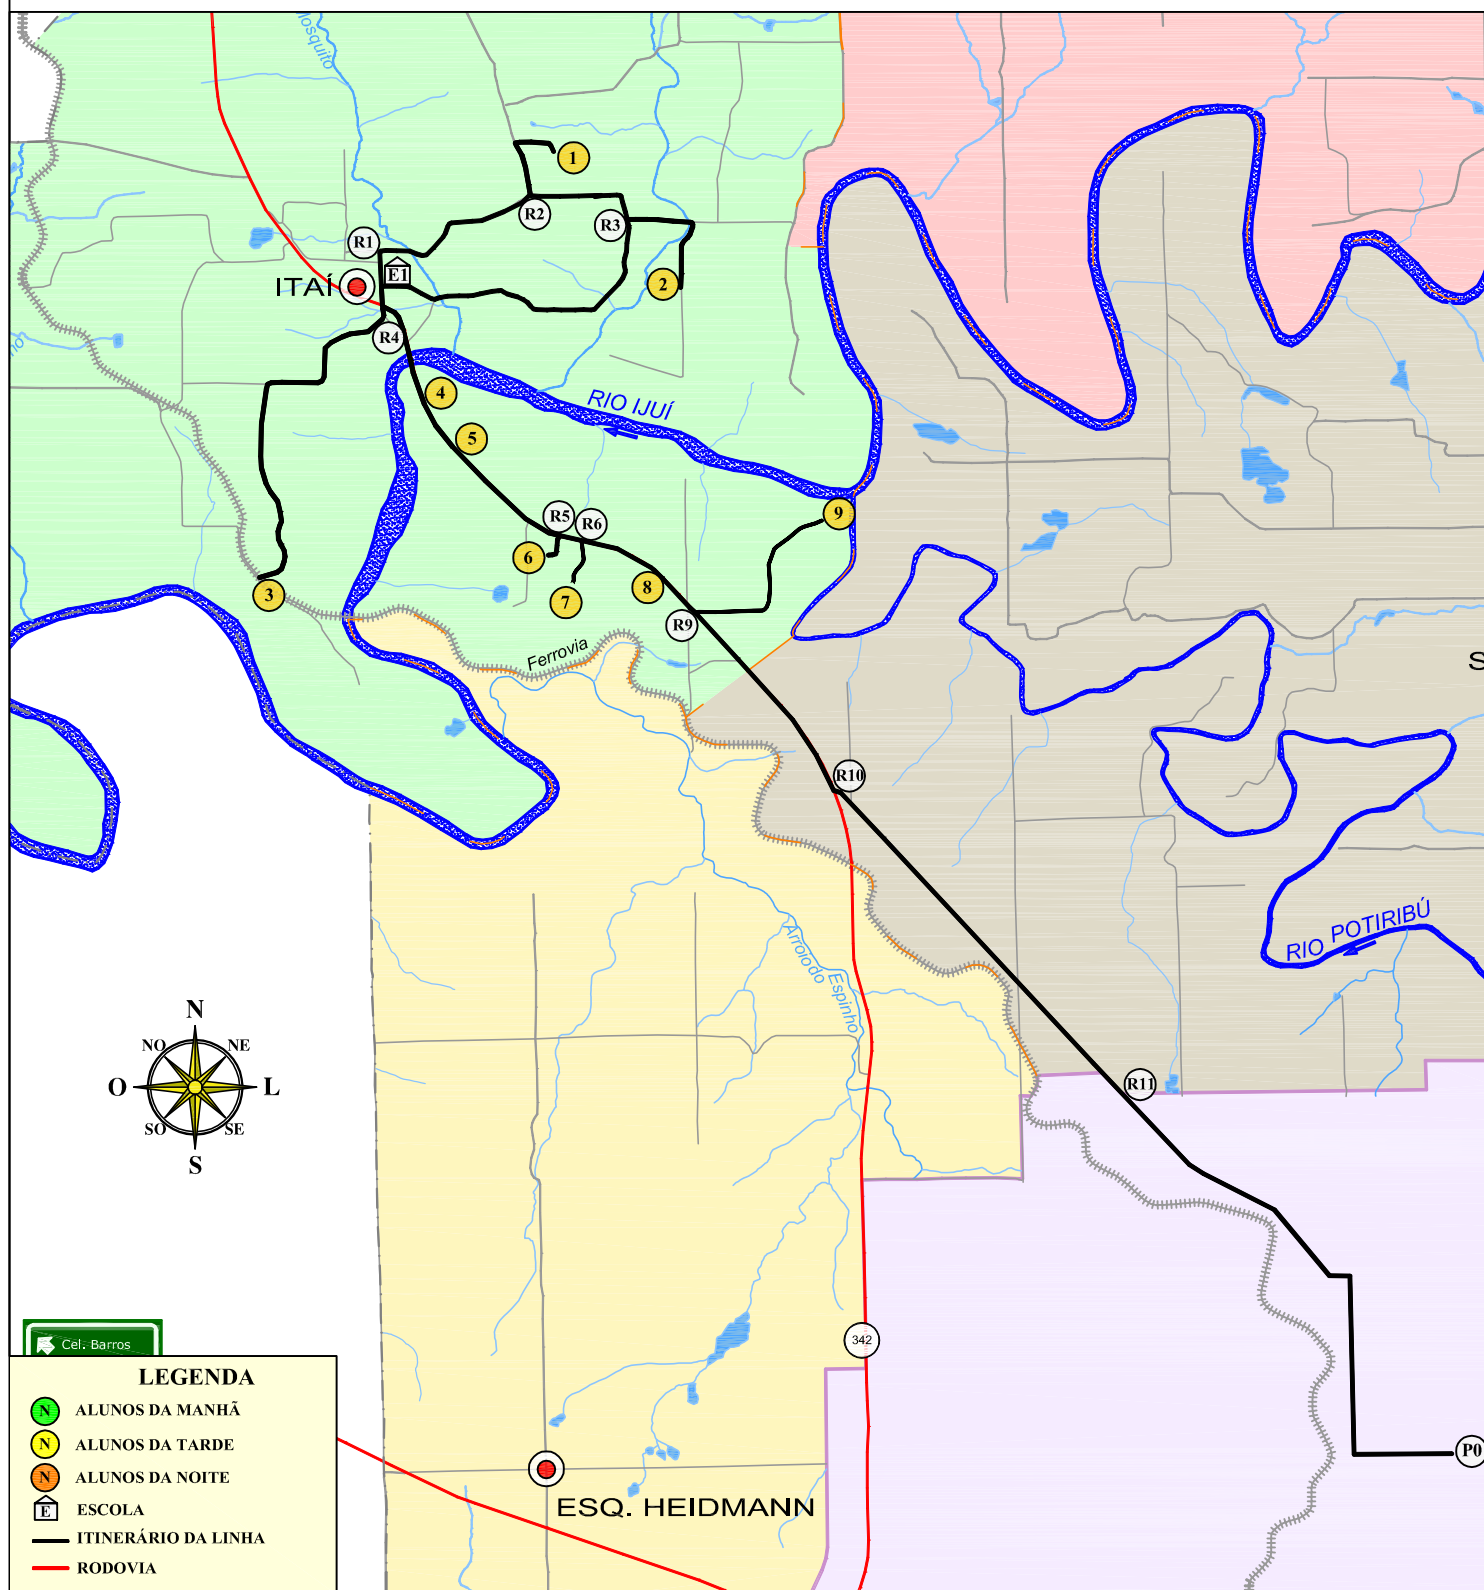 Mosquito
1
R2
R3
R1
E1
ITAÍ
2
R4
4
RIO IJUÍ
5
9
R5
R6
6
8
3
7
R9
Ferrovia
S
R10
RIO POTIRIBÚ
Arroio do Espinho
N
NO
NE
O
L
SO
SE
S
R11
342
Cel. Barros
P0
LEGENDA
N ALUNOS DA MANHÃ
N ALUNOS DA TARDE
N ALUNOS DA NOITE
E ESCOLA
ITINERÁRIO DA LINHA
RODOVIA
ESQ. HEIDMANN